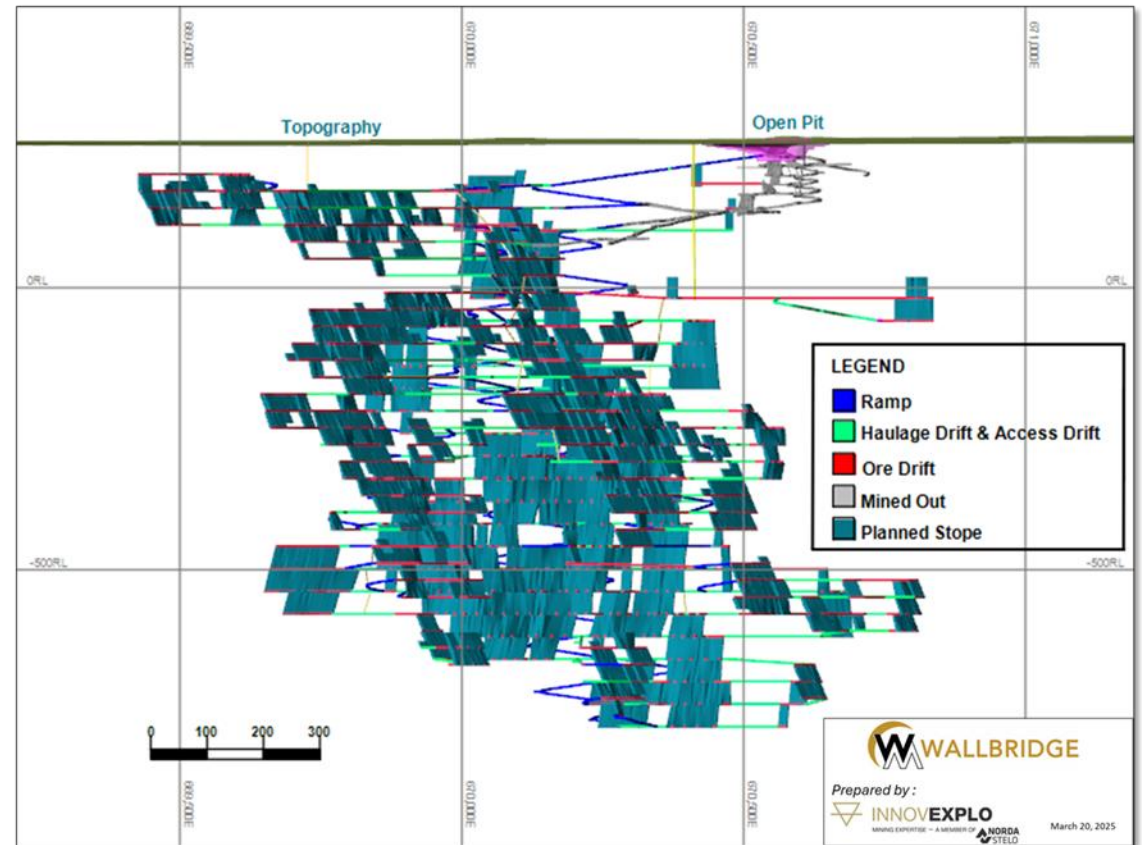 669,500E
670,000E
670,500E
671,000E
Topography
Open Pit
0RL
0RL
LEGEND
Ramp
Haulage Drift & Access Drift
Ore Drift
Mined Out
Planned Stope
-500RL
-500RL
0 100 200 300
669,500E
670,000E
670,500E
WALLBRIDGE
Prepared by :
INNOVEXPLO
MINING EXPERTISE – A MEMBER OF NORDA
STELO
March 20, 2025